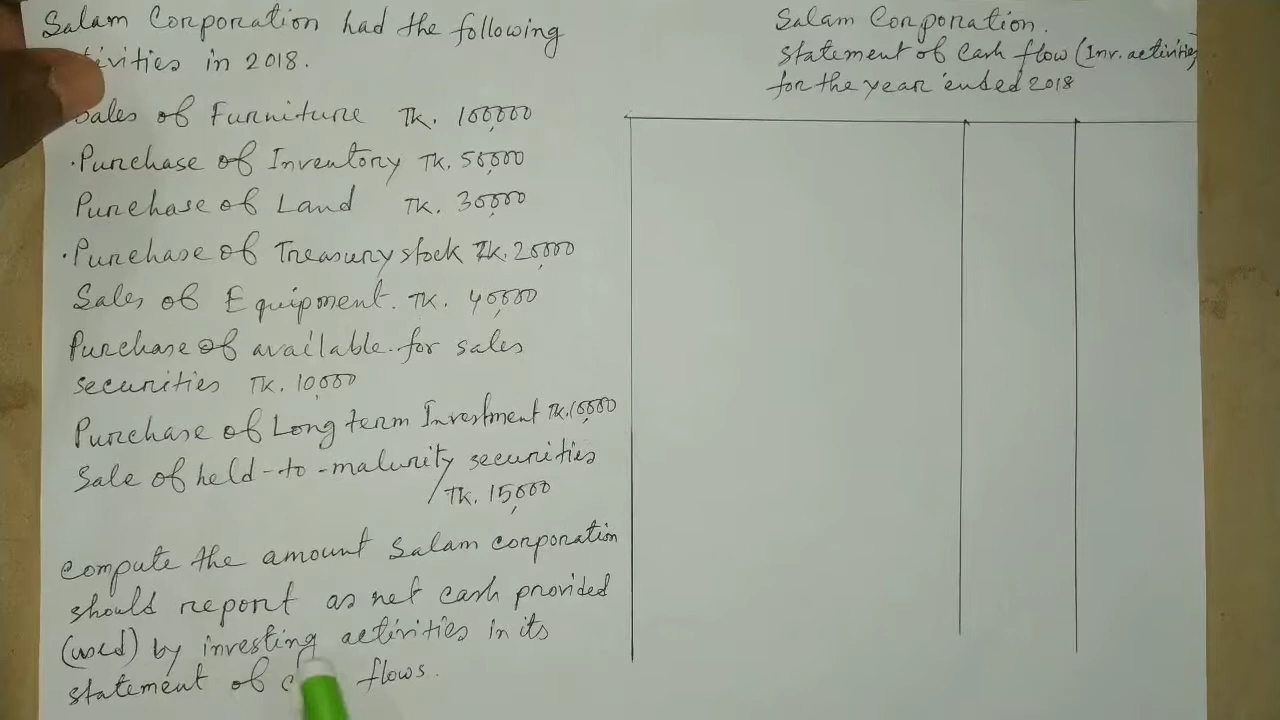 Salam Corporation had the following
tivities in 2018.
Sales of Furniture TK. 100,000
·Purchase of Inventory TK. 50,000
Purchase of Land TK. 30,000
·Purchase of Treasury stock TK. 20,000
Sales of Equipment. TK. 40,000
Purchase of available-for sales
securities TK. 10,000
Purchase of Long term Investment TK.10,000
Sale of held-to-maturity securities
TK. 15,000
Compute the amount Salam corporation
should report as net cash provided
(used) by investing activities in its
statement of c flows.
Salam Corporation.
Statement of Cash flow (Inv. activities
for the year ended 2018